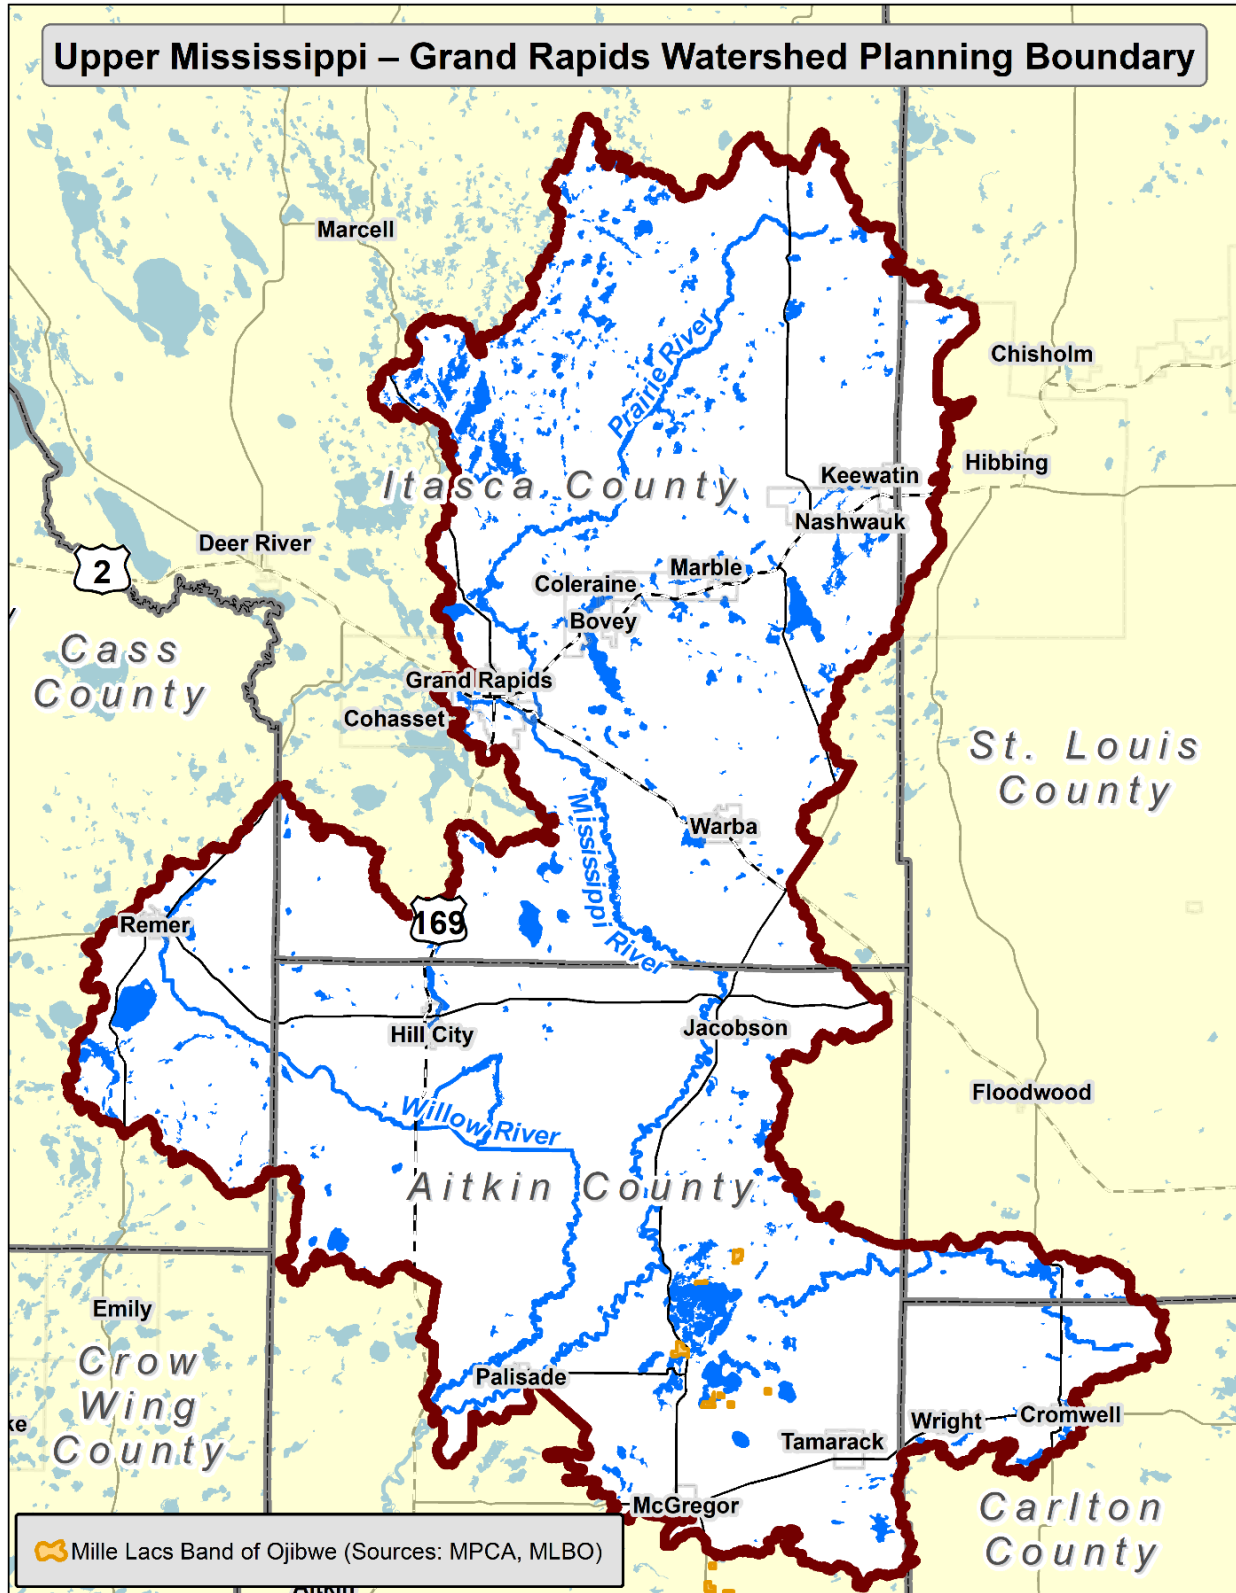 Upper Mississippi – Grand Rapids Watershed Planning Boundary
Marcell
Chisholm
Prairie River
Itasca County
Keewatin
Hibbing
Nashwauk
Deer River
2
Marble
Coleraine
Bovey
Cass
County
Grand Rapids
Cohasset
St. Louis
County
Mississippi
River
Warba
Remer
169
Jacobson
Hill City
Floodwood
Willow River
Aitkin County
Emily
Crow
Wing
County
ke
Palisade
Wright
Cromwell
Tamarack
McGregor
Carlton
County
Mille Lacs Band of Ojibwe (Sources: MPCA, MLBO)